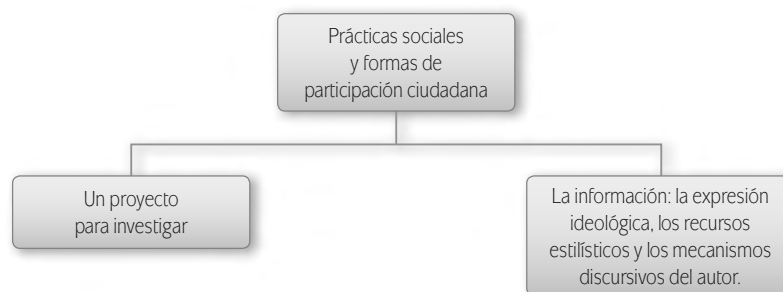 Prácticas sociales
y formas de
participación ciudadana
Un proyecto
para investigar
La información: la expresión
ideológica, los recursos
estilísticos y los mecanismos
discursivos del autor.